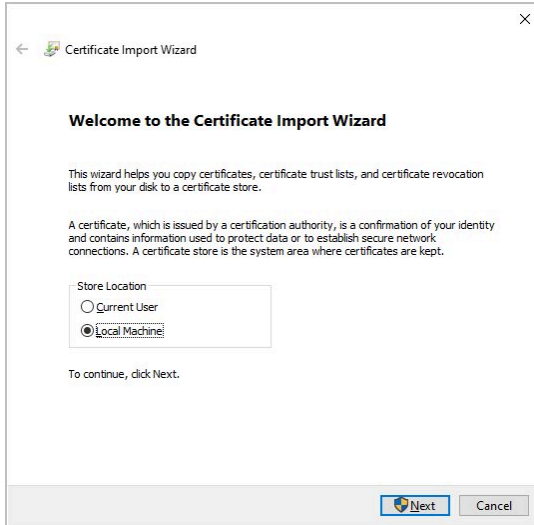 Certificate Import Wizard
Welcome to the Certificate Import Wizard
This wizard helps you copy certificates, certificate trust lists, and certificate revocation
lists from your disk to a certificate store.
A certificate, which is issued by a certification authority, is a confirmation of your identity
and contains information used to protect data or to establish secure network
connections. A certificate store is the system area where certificates are kept.
Store Location
Current User
Local Machine
To continue, click Next.
Next
Cancel